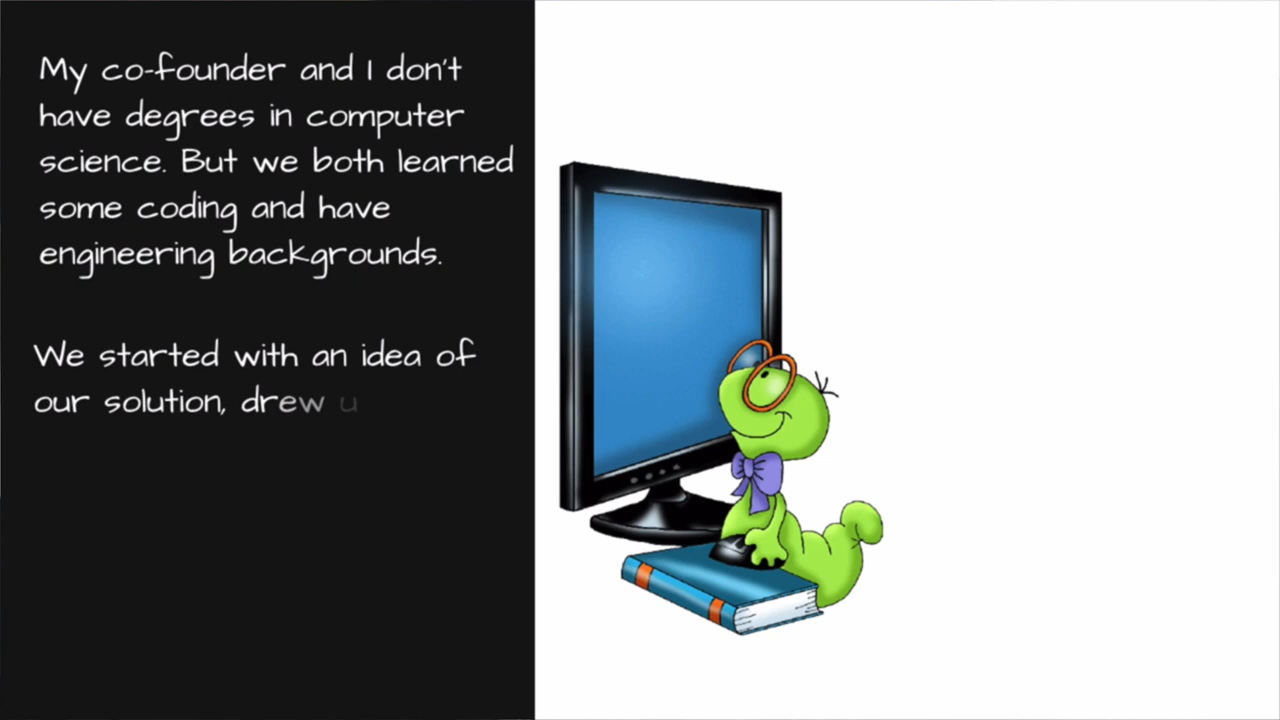 My co-founder and I don't
have degrees in computer
science. But we both learned
some coding and have
engineering backgrounds.
We started with an idea of
our solution, drew u